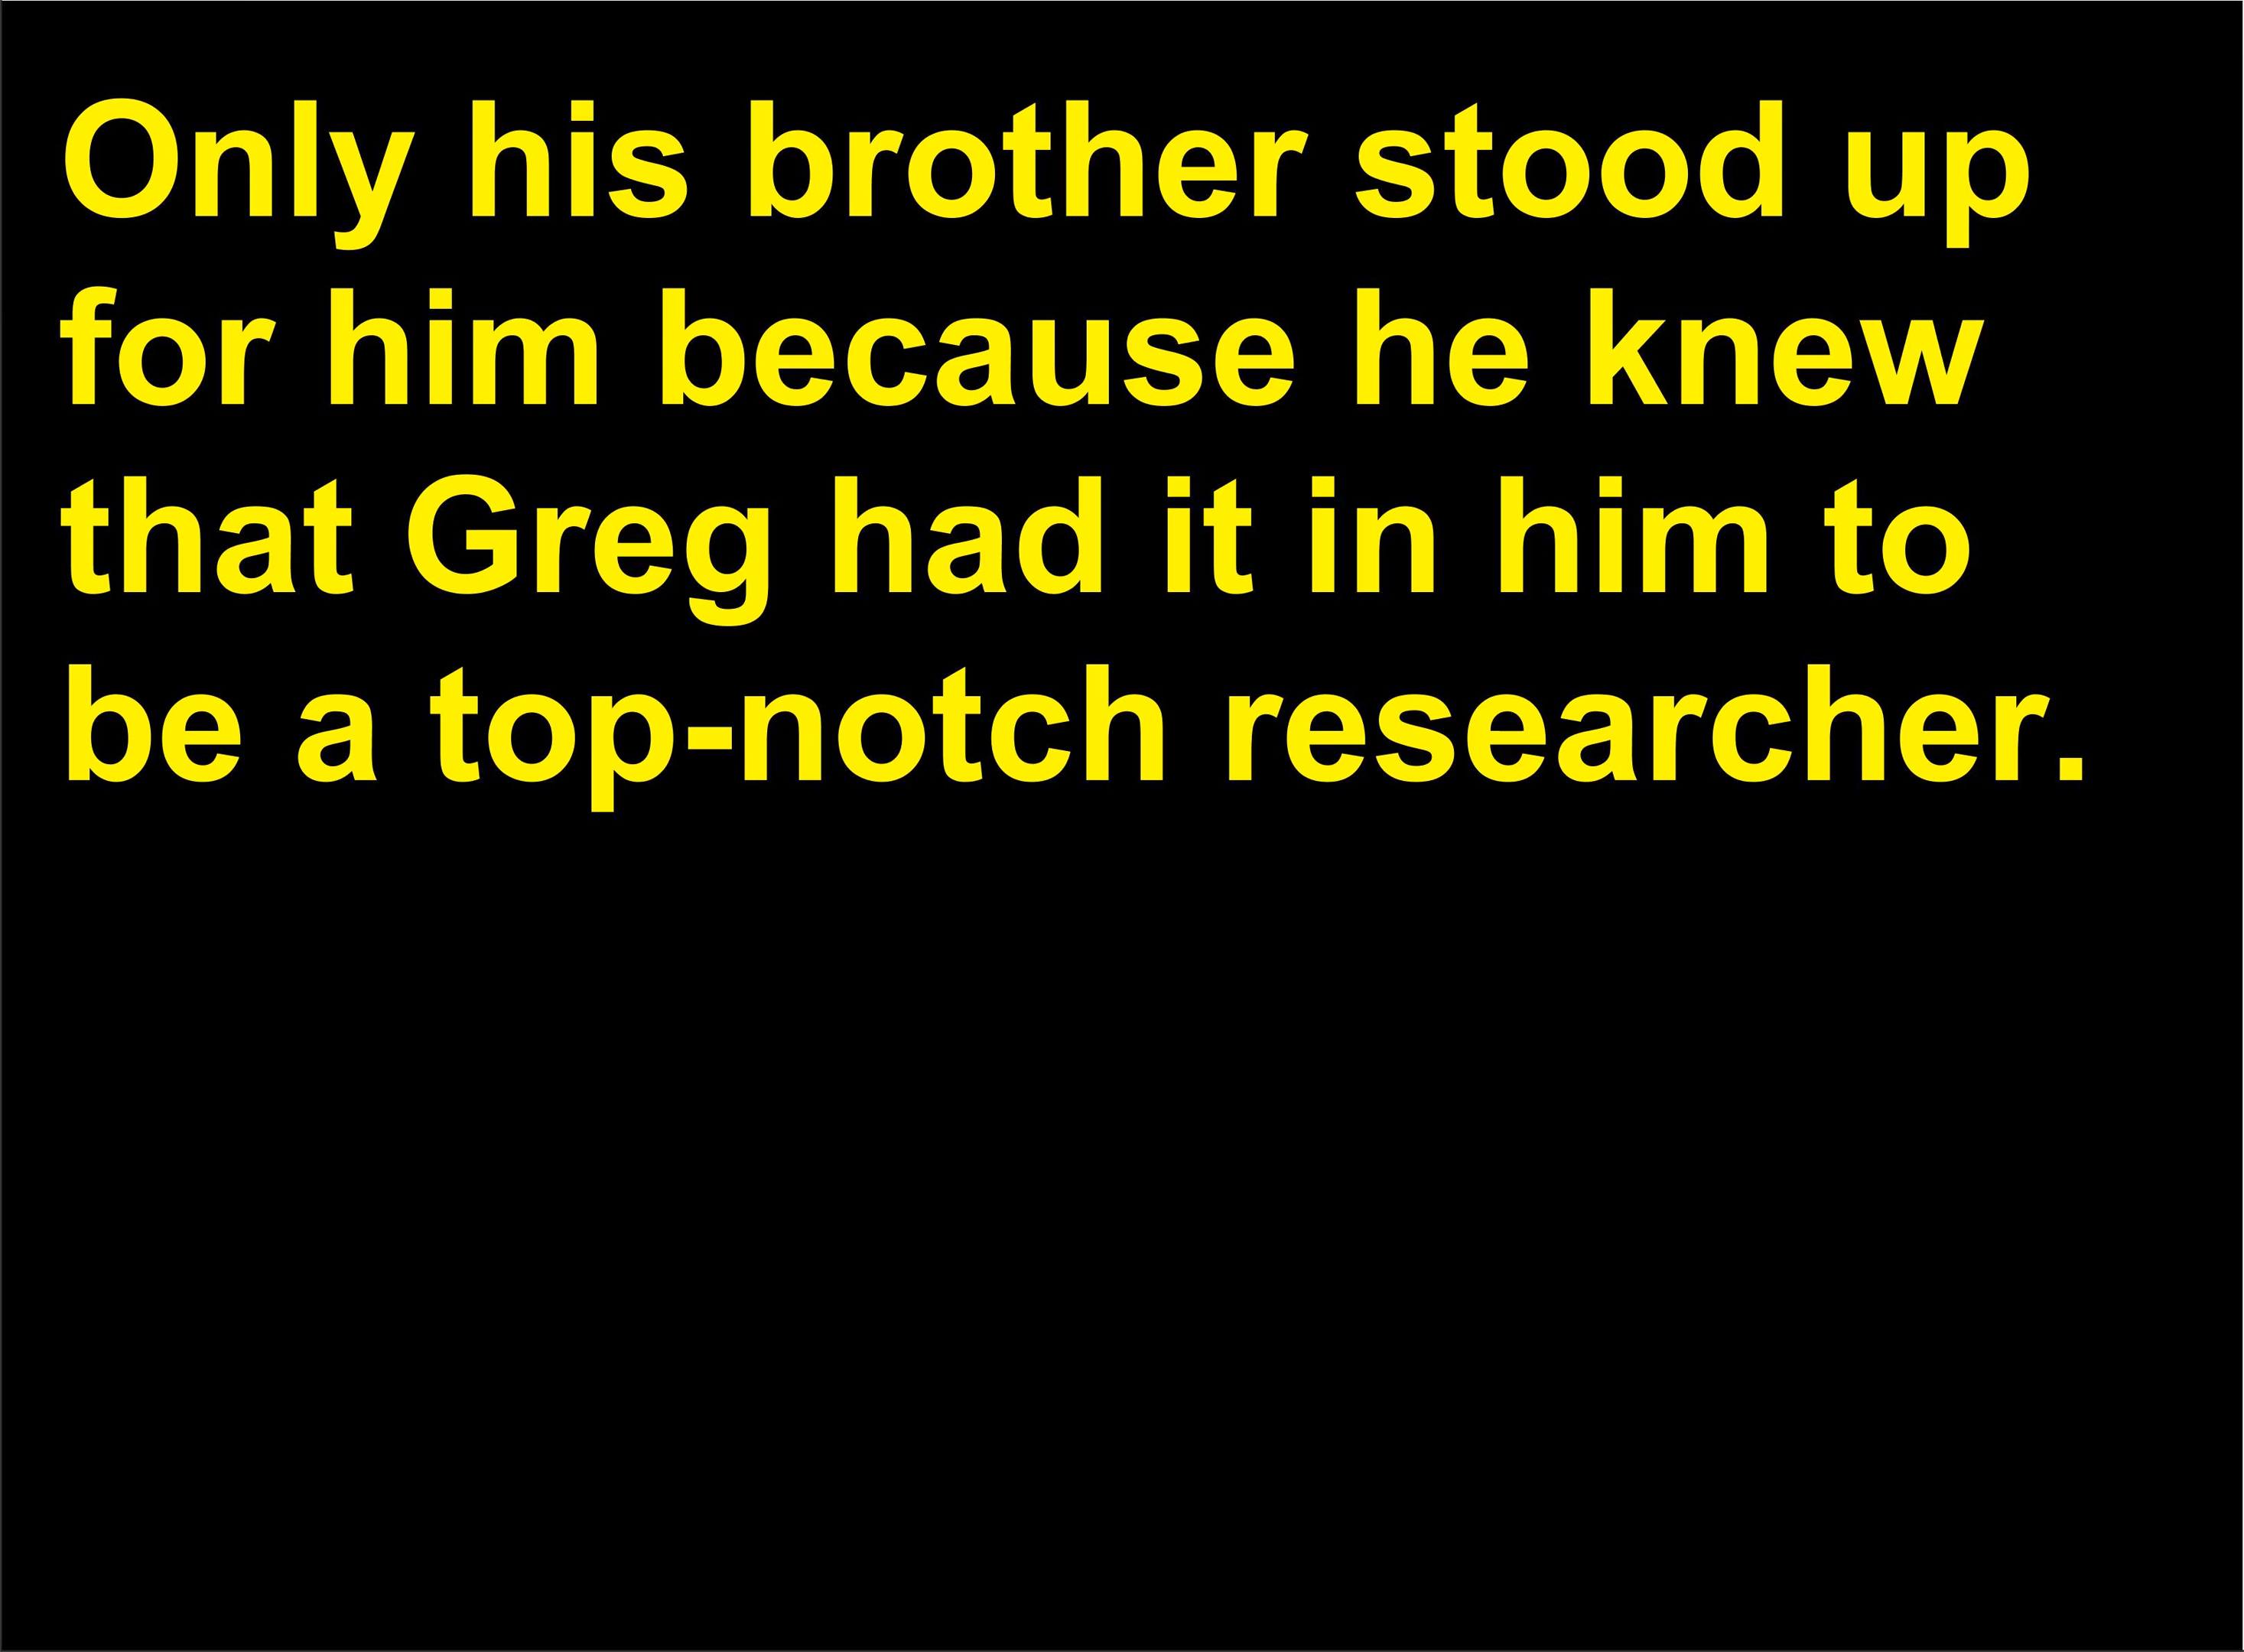 Only his brother stood up
for him because he knew
that Greg had it in him to
be a top-notch researcher.